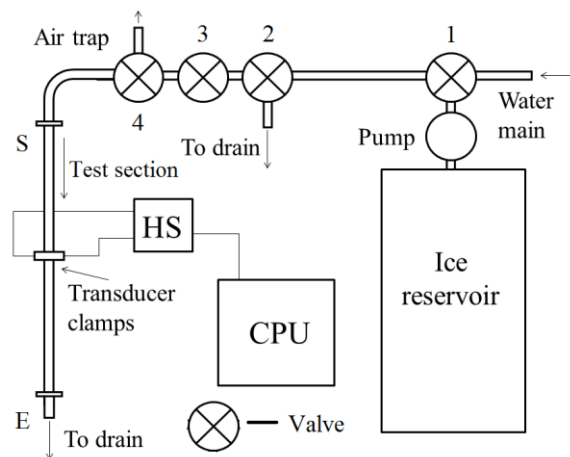 Air trap
3
2
1
4
Water
main
Pump
To drain
S
Test section
HS
Ice
reservoir
Transducer
clamps
CPU
E
To drain
Valve